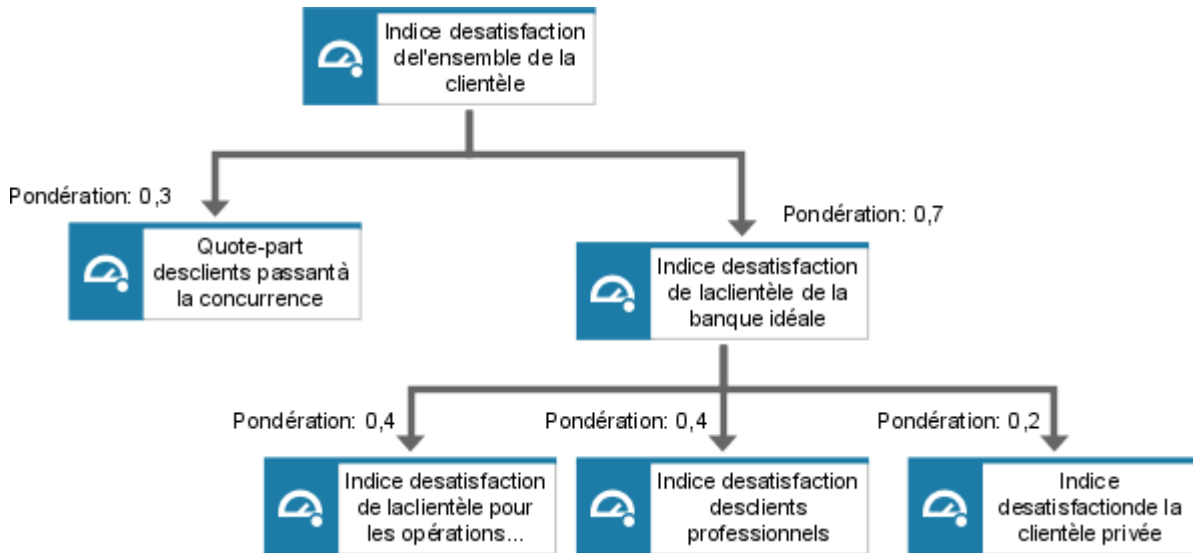 Indice desatisfaction
del'ensemble de la
clientèle
Pondération: 0,3
Pondération: 0,7
Quote-part
desclients passantà
la concurrence
Indice desatisfaction
de laclientèle de la
banque idéale
Pondération: 0,4
Pondération: 0,4
Pondération: 0,2
Indice desatisfaction
de laclientèle pour
les opérations...
Indice desatisfaction
desclients
professionnels
Indice
desatisfactionde la
clientèle privée